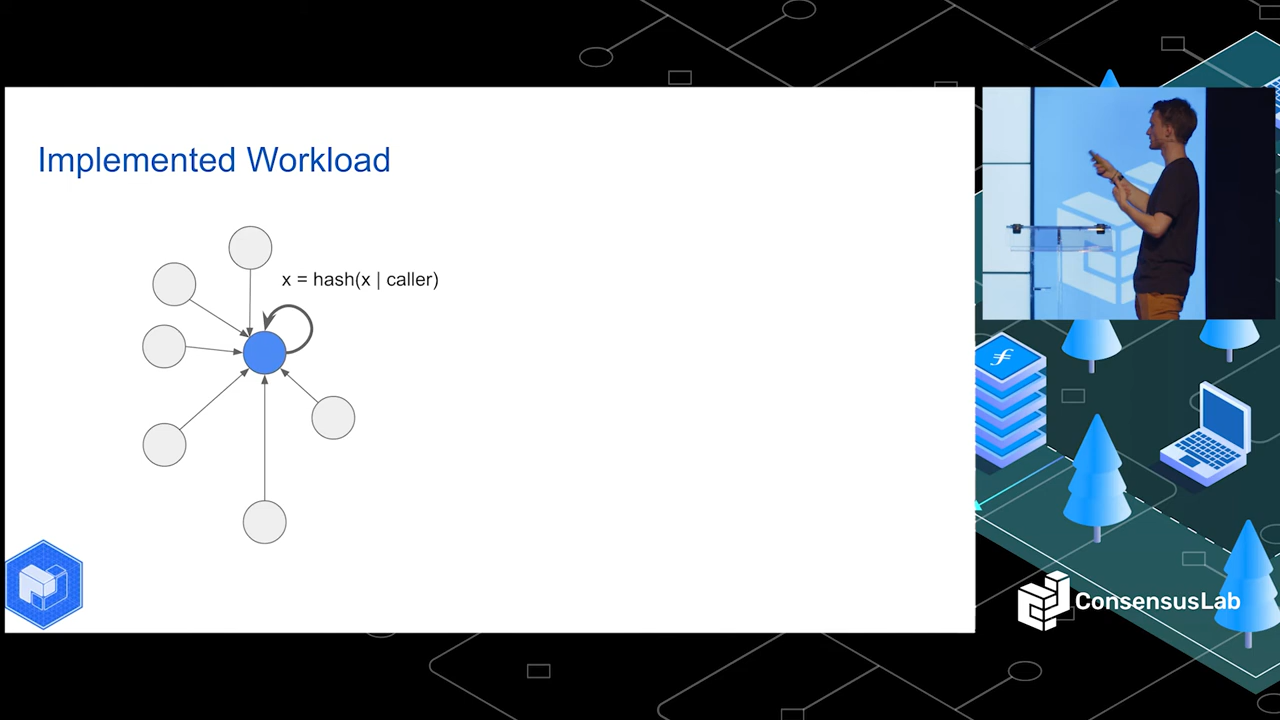 Implemented Workload
x = hash(x | caller)
ConsensusLab